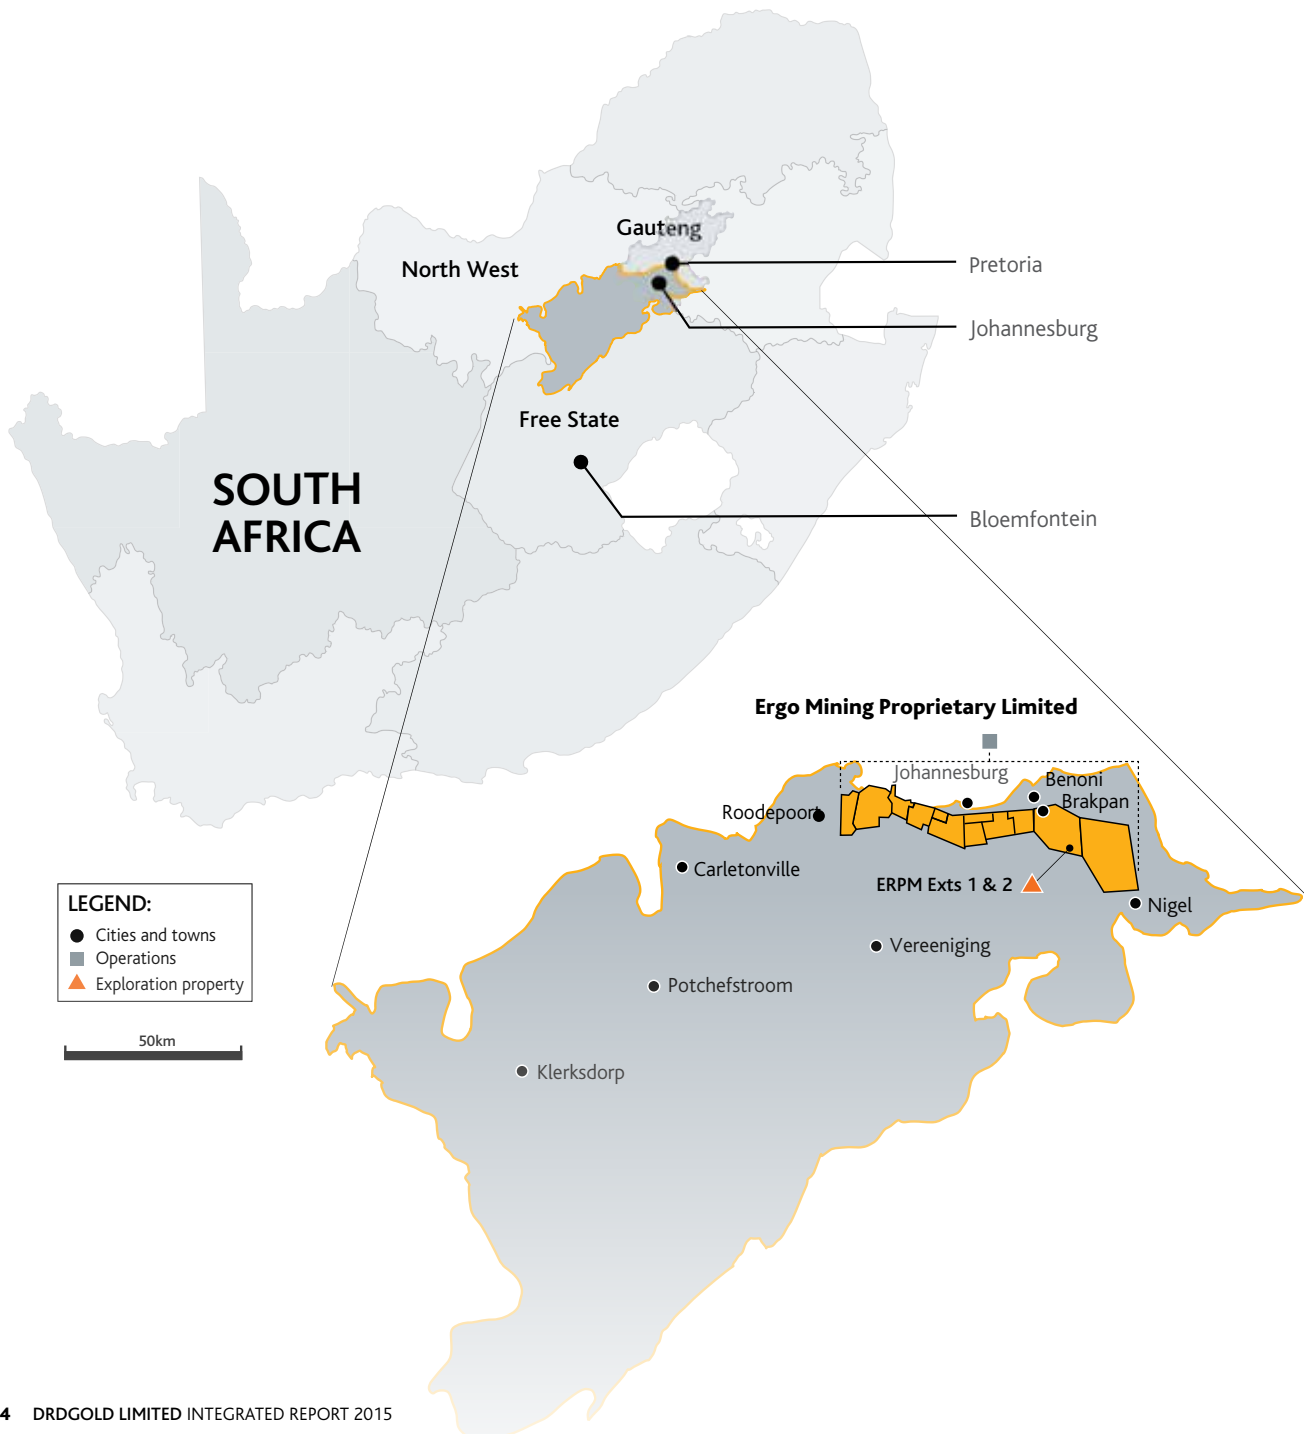 Gauteng
North West
Pretoria
Johannesburg
Free State
SOUTH
AFRICA
Bloemfontein
Ergo Mining Proprietary Limited
Johannesburg
Benoni
Brakpan
Roodepoort
Carletonville
ERPM Exts 1 & 2
Nigel
LEGEND:
Cities and towns
Operations
Exploration property
Vereeniging
Potchefstroom
50km
Klerksdorp
4 DRDGOLD LIMITED INTEGRATED REPORT 2015